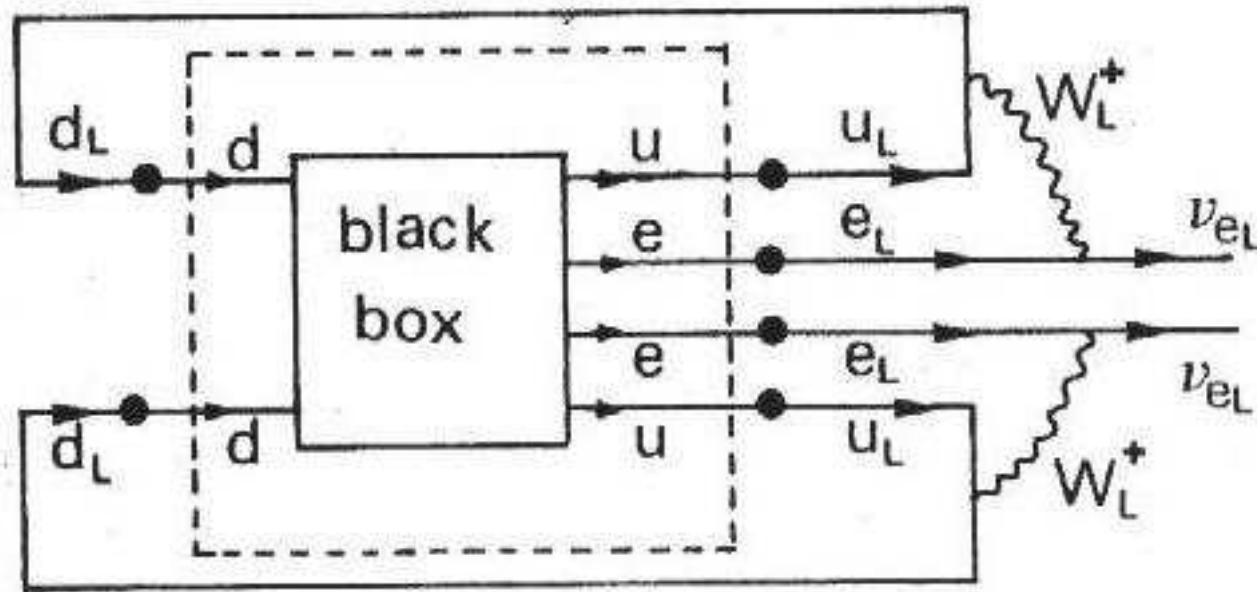 W_L^+
d_L d u u_L
black e e_L ν_eL
box e e_L ν_eL
d_L d u u_L
W_L^+